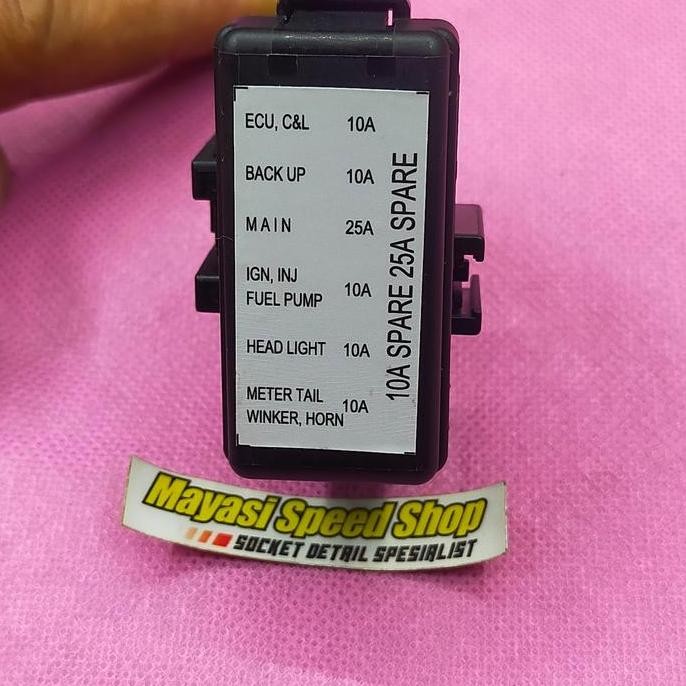 ECU, C&L 10A
BACK UP 10A
MAIN 25A
IGN, INJ
FUEL PUMP 10A
HEAD LIGHT 10A
METER TAIL
WINKER, HORN 10A
10A SPARE 25A SPARE
Mayasi Speed Shop
SOCKET DETAIL SPESIALIST